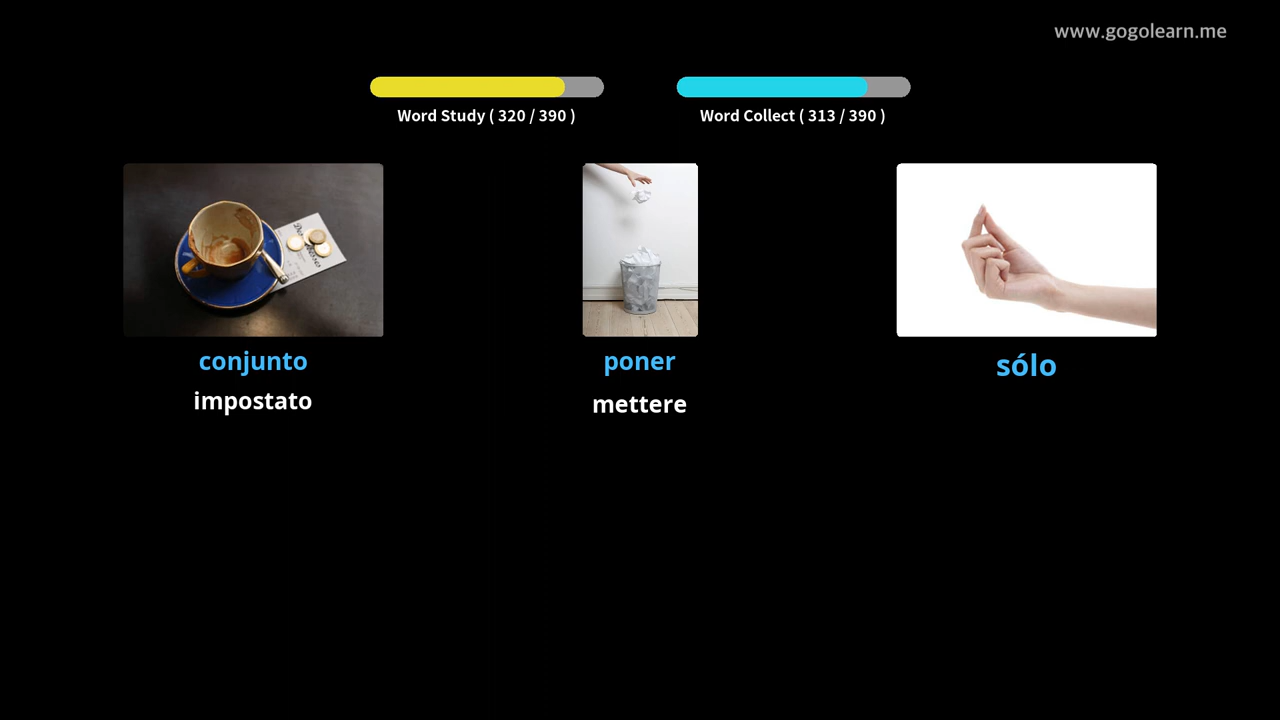 www.gogolearn.me
Word Study ( 320 / 390 )
Word Collect ( 313 / 390 )
conjunto
impostato
poner
mettere
sólo